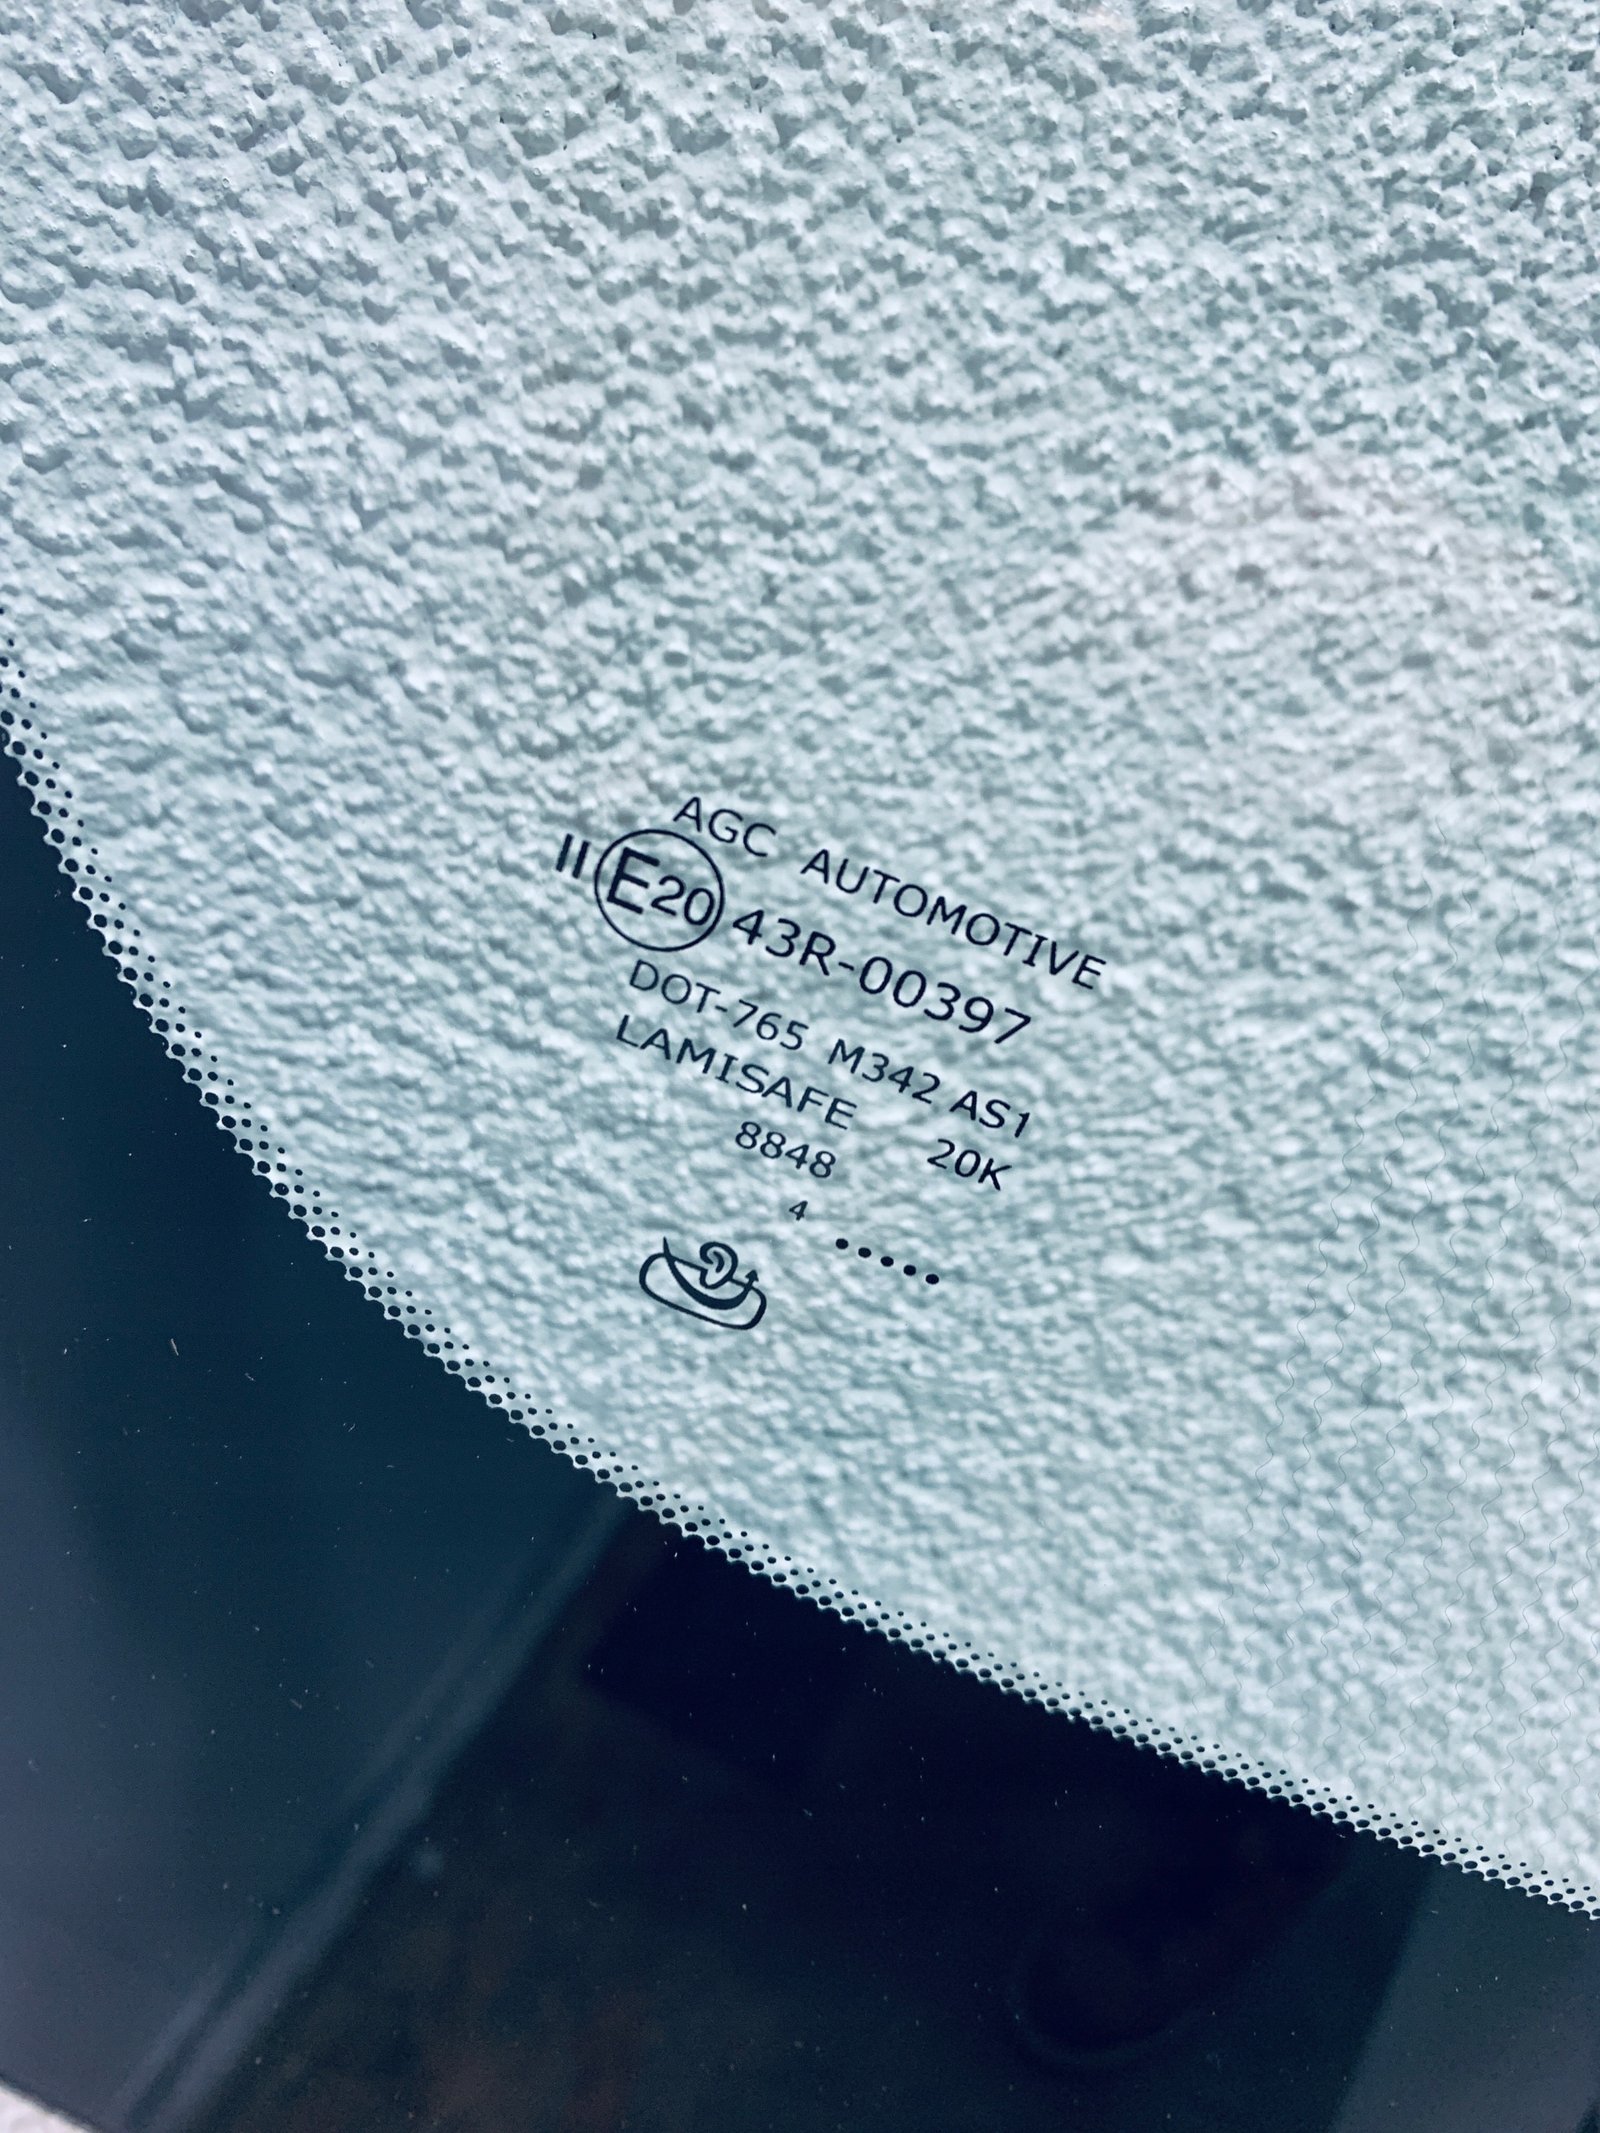 AGC AUTOMOTIVE
II E20 43R-00397
DOT-765 M342 AS1
LAMISAFE 20K
8848
4 •••••